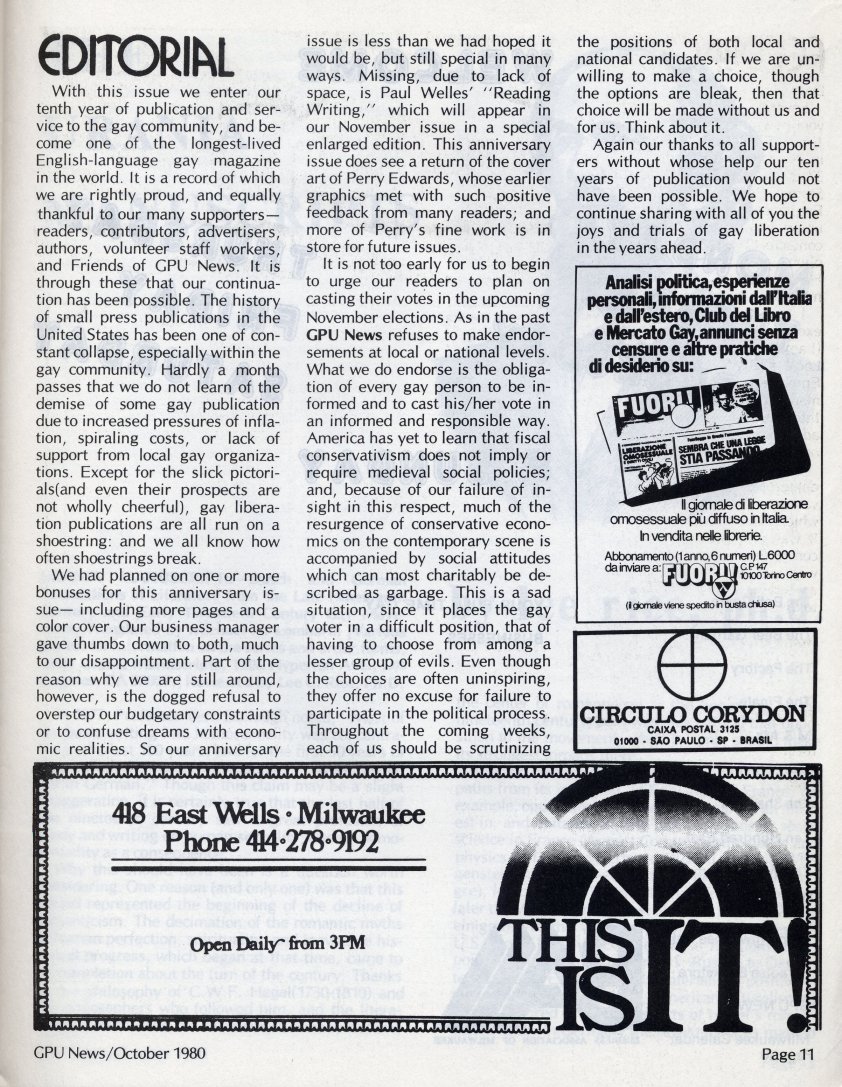 EDITORIAL
With this issue we enter our
tenth year of publication and ser-
vice to the gay community, and be-
come one of the longest-lived
English-language gay magazine
in the world. It is a record of which
we are rightly proud, and equally
thankful to our many supporters—
readers, contributors, advertisers,
authors, volunteer staff workers,
and Friends of GPU News. It is
through these that our continua-
tion has been possible. The history
of small press publications in the
United States has been one of con-
stant collapse, especially within the
gay community. Hardly a month
passes that we do not learn of the
demise of some gay publication
due to increased pressures of infla-
tion, spiraling costs, or lack of
support from local gay organiza-
tions. Except for the slick pictori-
als(and even their prospects are
not wholly cheerful), gay libera-
tion publications are all run on a
shoestring: and we all know how
often shoestrings break.
We had planned on one or more
bonuses for this anniversary is-
sue— including more pages and a
color cover. Our business manager
gave thumbs down to both, much
to our disappointment. Part of the
reason why we are still around,
however, is the dogged refusal to
overstep our budgetary constraints
or to confuse dreams with econo-
mic realities. So our anniversary
issue is less than we had hoped it
would be, but still special in many
ways. Missing, due to lack of
space, is Paul Welles' ''Reading
Writing,'' which will appear in
our November issue in a special
enlarged edition. This anniversary
issue does see a return of the cover
art of Perry Edwards, whose earlier
graphics met with such positive
feedback from many readers; and
more of Perry's fine work is in
store for future issues.
It is not too early for us to begin
to urge our readers to plan on
casting their votes in the upcoming
November elections. As in the past
GPU News refuses to make endor-
sements at local or national levels.
What we do endorse is the obliga-
tion of every gay person to be in-
formed and to cast his/her vote in
an informed and responsible way.
America has yet to learn that fiscal
conservativism does not imply or
require medieval social policies;
and, because of our failure of in-
sight in this respect, much of the
resurgence of conservative econo-
mics on the contemporary scene is
accompanied by social attitudes
which can most charitably be de-
scribed as garbage. This is a sad
situation, since it places the gay
voter in a difficult position, that of
having to choose from among a
lesser group of evils. Even though
the choices are often uninspiring,
they offer no excuse for failure to
participate in the political process.
Throughout the coming weeks,
each of us should be scrutinizing
the positions of both local and
national candidates. If we are un-
willing to make a choice, though
the options are bleak, then that
choice will be made without us and
for us. Think about it.
Again our thanks to all support-
ers without whose help our ten
years of publication would not
have been possible. We hope to
continue sharing with all of you the
joys and trials of gay liberation
in the years ahead.
Analisi politica, esperienze
personali, informazioni dall'Italia
e dall'estero, Club del Libro
e Mercato Gay, annunci senza
censure e altre pratiche
di desiderio su:
FUORI!
LIBERAZIONE
OMOSESSUALE
SEMBRA CHE UNA LEGGE
STIA PASSANDO
Il giornale di liberazione
omosessuale più diffuso in Italia.
In vendita nelle librerie.
Abbonamento (1 anno, 6 numeri) L.6000
da inviare a: FUORI! C.P 147
10100 Torino Centro
(il giornale viene spedito in busta chiusa)
CIRCULO CORYDON
CAIXA POSTAL 3125
01000 - SÃO PAULO - SP - BRASIL
418 East Wells · Milwaukee
Phone 414·278·9192
Open Daily from 3PM
THIS
IS IT!
GPU News/October 1980
Page 11